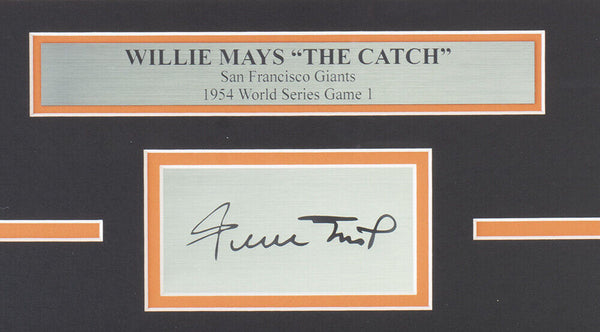 WILLIE MAYS “THE CATCH”
San Francisco Giants
1954 World Series Game 1
Willie Mays